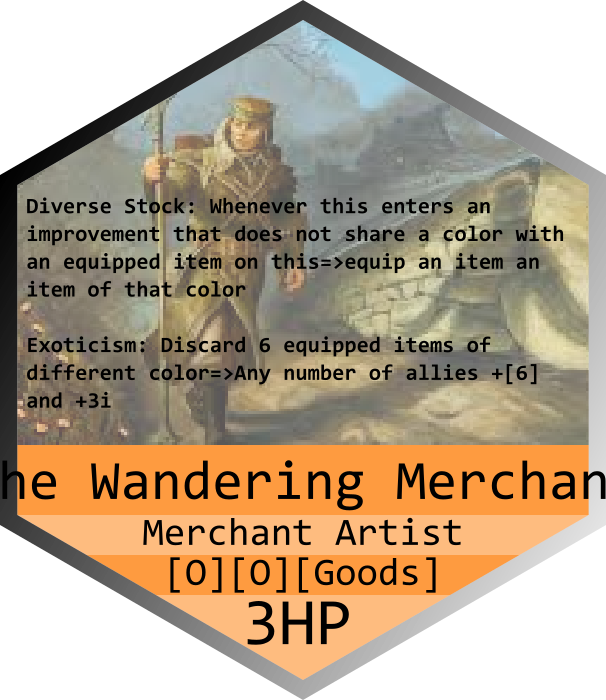 Diverse Stock: Whenever this enters an
improvement that does not share a color with
an equipped item on this=>equip an item an
item of that color
Exoticism: Discard 6 equipped items of
different color=>Any number of allies +[6]
and +3i
he Wandering Merchan
Merchant Artist
[O][O][Goods]
3HP